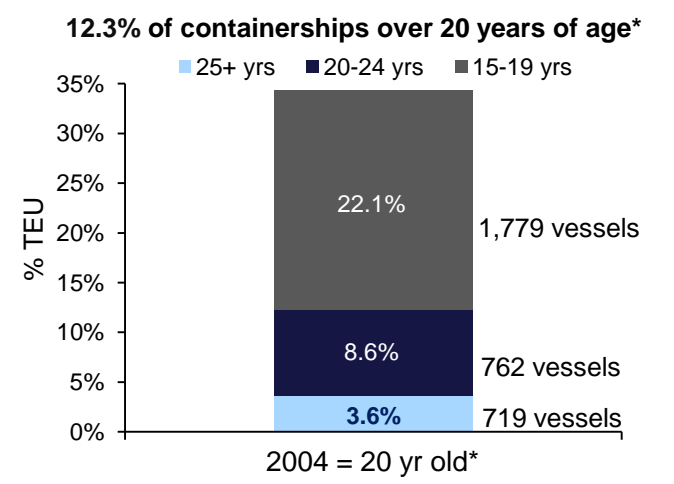 12.3% of containerships over 20 years of age*
25+ yrs 20-24 yrs 15-19 yrs
35%
30%
25%
20%
15%
10%
5%
0%
% TEU
22.1%
1,779 vessels
8.6%
762 vessels
3.6%
719 vessels
2004 = 20 yr old*